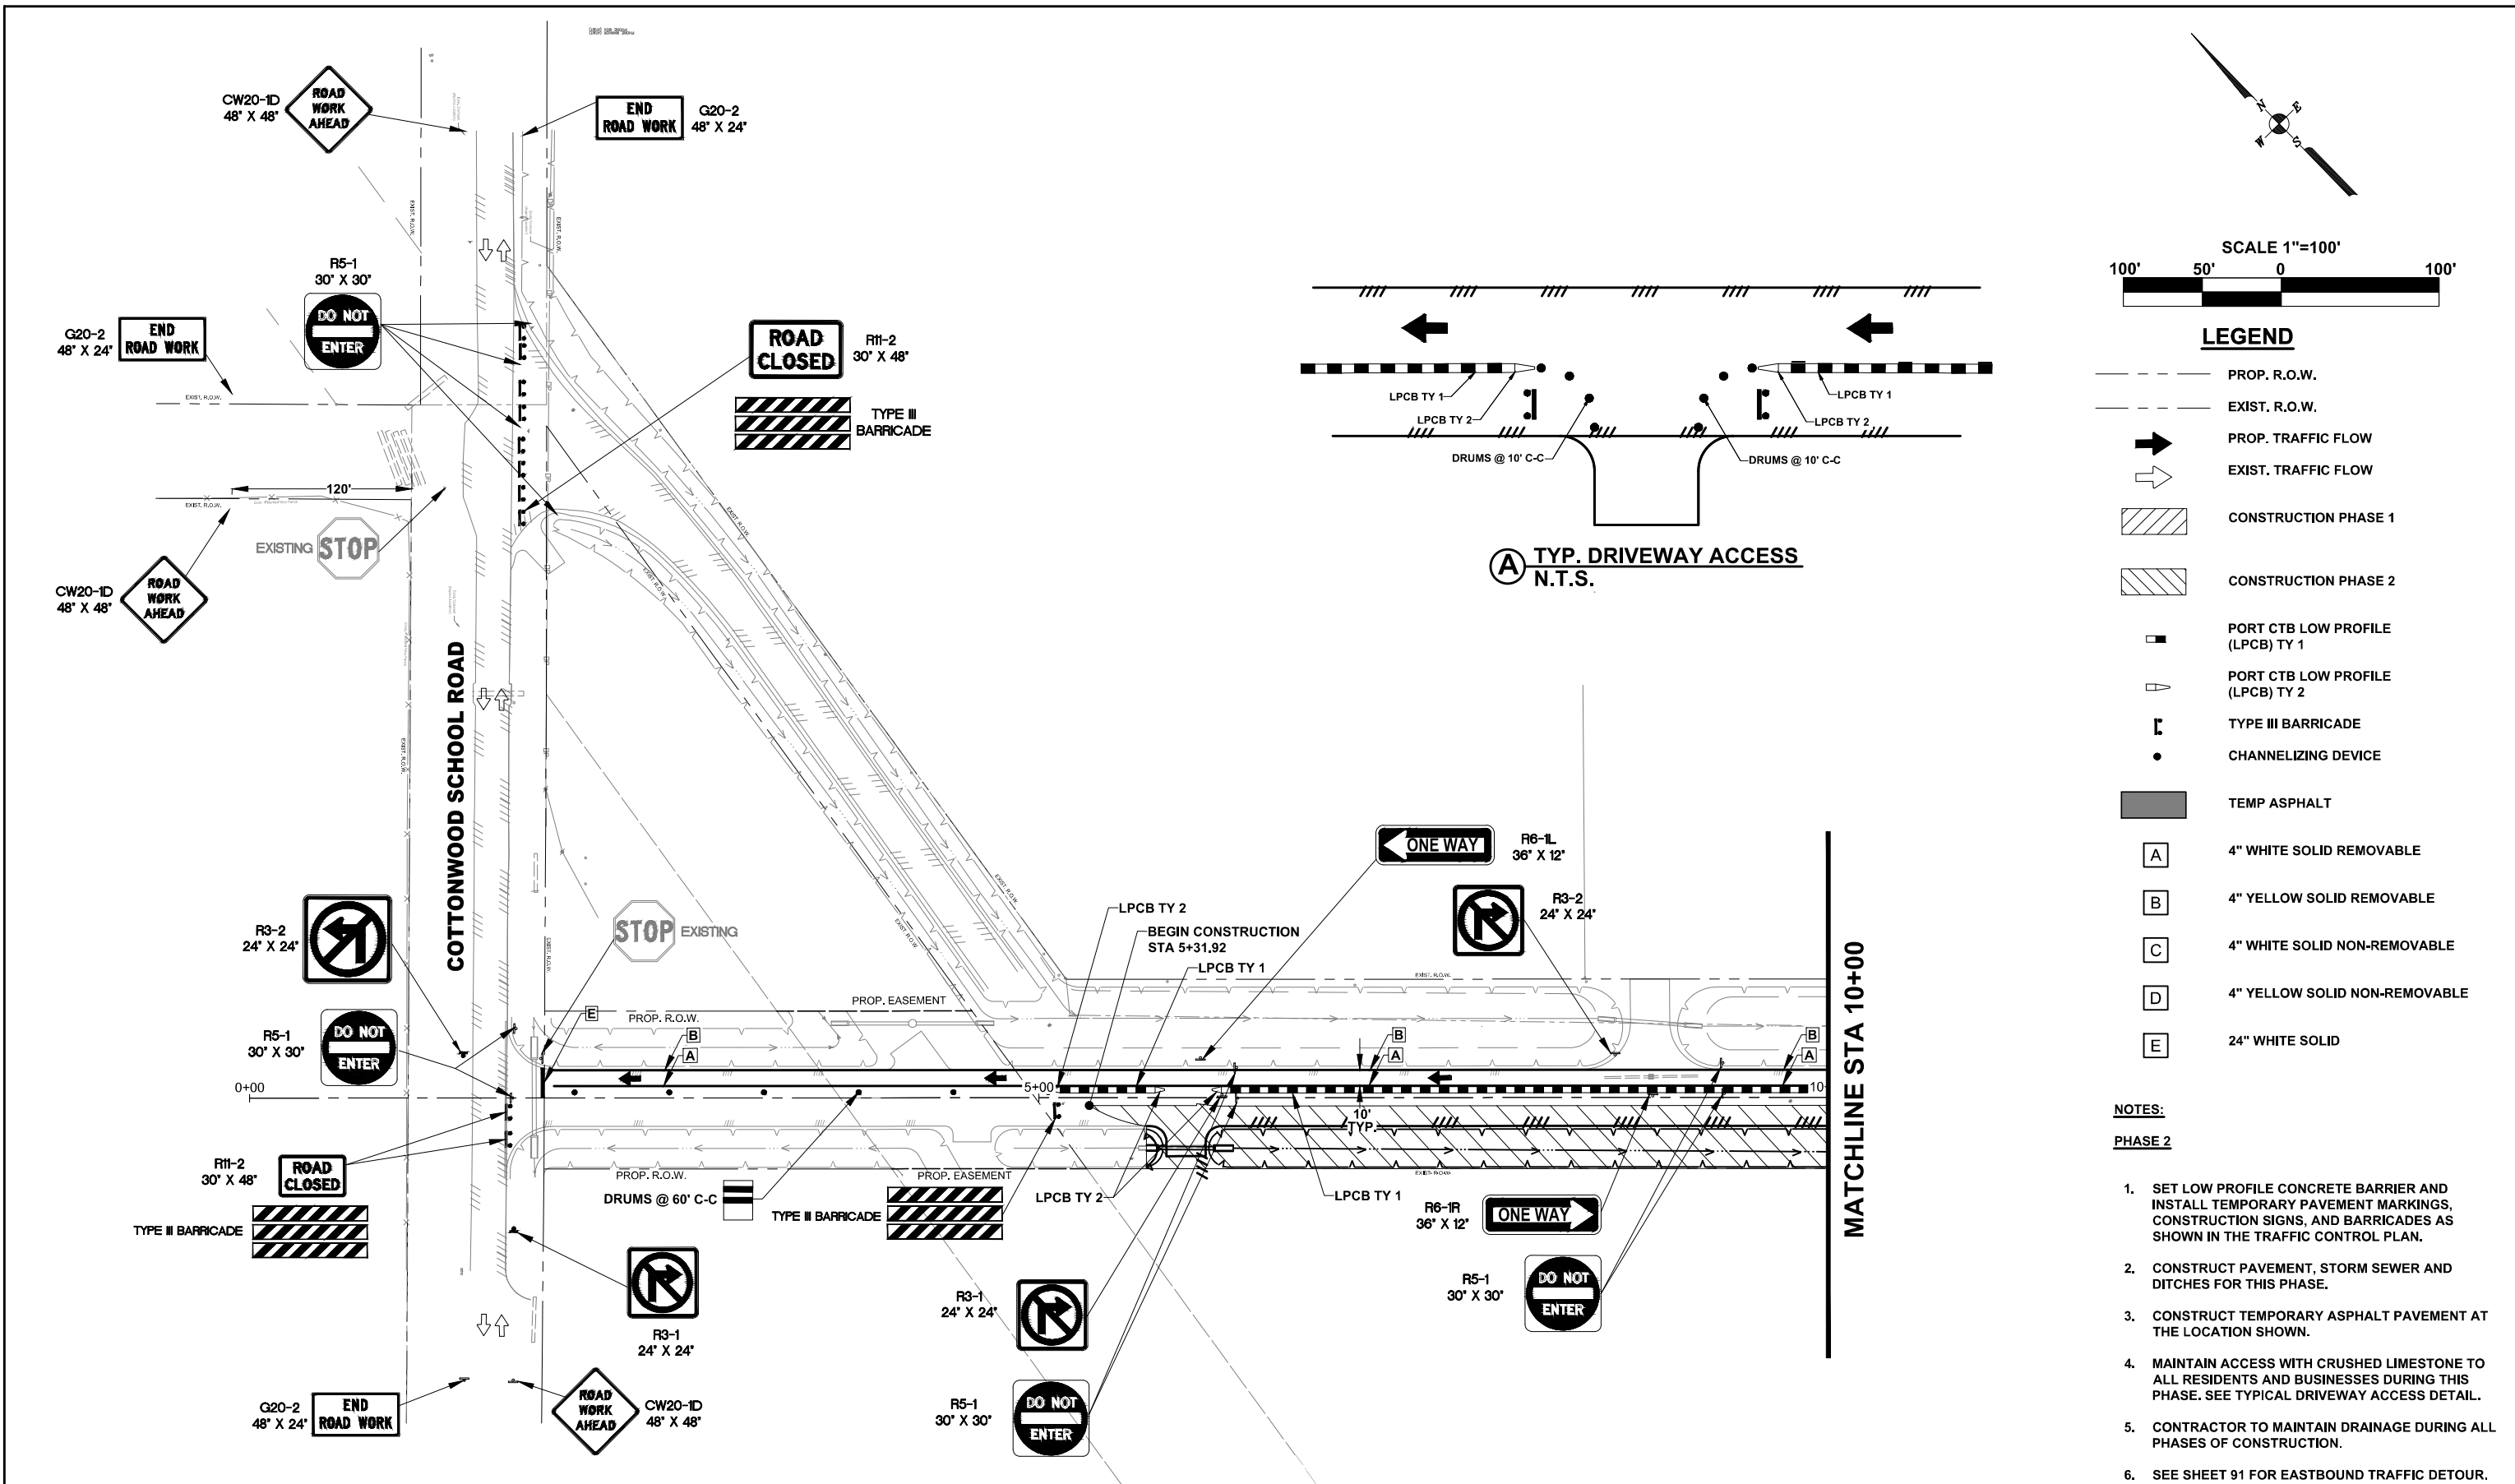 CW20-1D
48" X 48"
ROAD
WORK
AHEAD
END
ROAD WORK
G20-2
48" X 24"
EXIST. R.O.W.
EXIST. R.O.W.
R5-1
30" X 30"
DO NOT
ENTER
G20-2
48" X 24"
END
ROAD WORK
ROAD
CLOSED
R11-2
30" X 48"
TYPE III
BARRICADE
EXIST. R.O.W.
120'
EXIST. R.O.W.
EXISTING
STOP
CW20-1D
48" X 48"
ROAD
WORK
AHEAD
EXIST. R.O.W.
EXIST. R.O.W.
EXIST. R.O.W.
COTTONWOOD SCHOOL ROAD
EXIST. R.O.W.
EXIST. R.O.W.
EXIST. R.O.W.
R3-2
24" X 24"
STOP
EXISTING
R5-1
30" X 30"
DO NOT
ENTER
E
PROP. R.O.W.
PROP. EASEMENT
B
A
0+00
5+00
R11-2
30" X 48"
ROAD
CLOSED
TYPE III BARRICADE
PROP. R.O.W.
DRUMS @ 60' C-C
PROP. EASEMENT
TYPE III BARRICADE
R3-1
24" X 24"
G20-2
48" X 24"
END
ROAD WORK
ROAD
WORK
AHEAD
CW20-1D
48" X 48"
LPCB TY 1
LPCB TY 2
LPCB TY 1
LPCB TY 2
DRUMS @ 10' C-C
DRUMS @ 10' C-C
A
TYP. DRIVEWAY ACCESS
N.T.S.
ONE WAY
R6-1L
36" X 12"
R3-2
24" X 24"
LPCB TY 2
BEGIN CONSTRUCTION
STA 5+31.92
LPCB TY 1
EXIST. R.O.W.
B
A
B
A
10
10'
TYP.
EXIST. R.O.W.
LPCB TY 2
LPCB TY 1
R6-1R
36" X 12"
ONE WAY
R3-1
24" X 24"
R5-1
30" X 30"
DO NOT
ENTER
R5-1
30" X 30"
DO NOT
ENTER
MATCHLINE STA 10+00
N
E
W
S
SCALE 1"=100'
100'
50'
0
100'
LEGEND
PROP. R.O.W.
EXIST. R.O.W.
PROP. TRAFFIC FLOW
EXIST. TRAFFIC FLOW
CONSTRUCTION PHASE 1
CONSTRUCTION PHASE 2
PORT CTB LOW PROFILE
(LPCB) TY 1
PORT CTB LOW PROFILE
(LPCB) TY 2
TYPE III BARRICADE
CHANNELIZING DEVICE
TEMP ASPHALT
A
4" WHITE SOLID REMOVABLE
B
4" YELLOW SOLID REMOVABLE
C
4" WHITE SOLID NON-REMOVABLE
D
4" YELLOW SOLID NON-REMOVABLE
E
24" WHITE SOLID
NOTES:
PHASE 2
1. SET LOW PROFILE CONCRETE BARRIER AND
INSTALL TEMPORARY PAVEMENT MARKINGS,
CONSTRUCTION SIGNS, AND BARRICADES AS
SHOWN IN THE TRAFFIC CONTROL PLAN.
2. CONSTRUCT PAVEMENT, STORM SEWER AND
DITCHES FOR THIS PHASE.
3. CONSTRUCT TEMPORARY ASPHALT PAVEMENT AT
THE LOCATION SHOWN.
4. MAINTAIN ACCESS WITH CRUSHED LIMESTONE TO
ALL RESIDENTS AND BUSINESSES DURING THIS
PHASE. SEE TYPICAL DRIVEWAY ACCESS DETAIL.
5. CONTRACTOR TO MAINTAIN DRAINAGE DURING ALL
PHASES OF CONSTRUCTION.
6. SEE SHEET 91 FOR EASTBOUND TRAFFIC DETOUR.